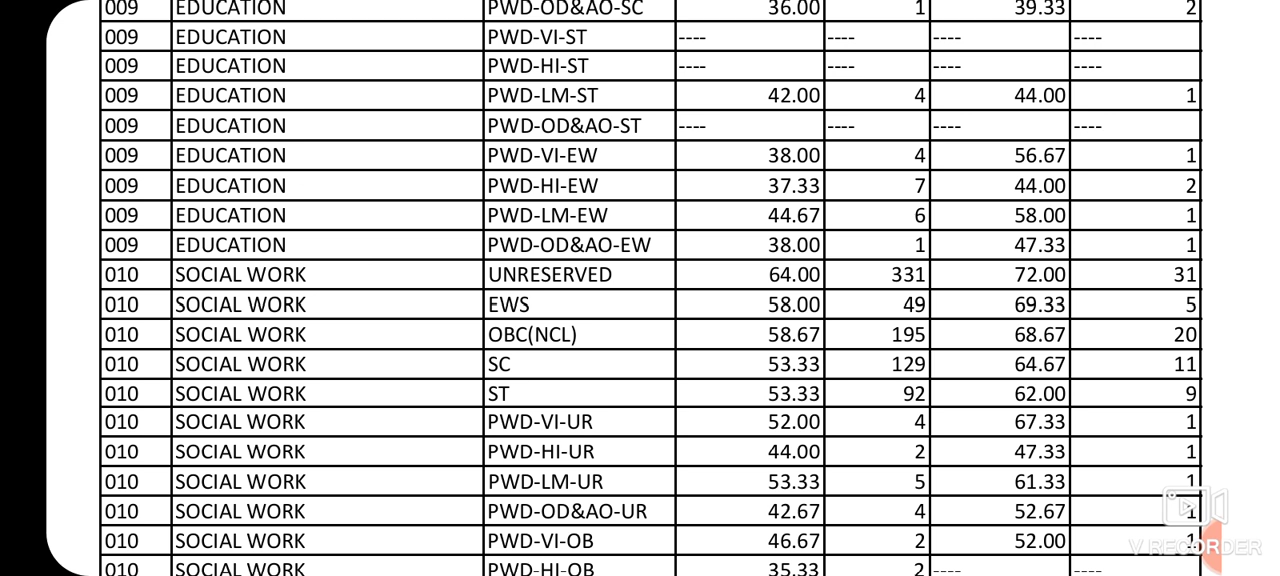 009 EDUCATION PWD-OD&AO-SC 36.00 1 39.33 2
009 EDUCATION PWD-VI-ST ---- ---- ---- ----
009 EDUCATION PWD-HI-ST ---- ---- ---- ----
009 EDUCATION PWD-LM-ST 42.00 4 44.00 1
009 EDUCATION PWD-OD&AO-ST ---- ---- ---- ----
009 EDUCATION PWD-VI-EW 38.00 4 56.67 1
009 EDUCATION PWD-HI-EW 37.33 7 44.00 2
009 EDUCATION PWD-LM-EW 44.67 6 58.00 1
009 EDUCATION PWD-OD&AO-EW 38.00 1 47.33 1
010 SOCIAL WORK UNRESERVED 64.00 331 72.00 31
010 SOCIAL WORK EWS 58.00 49 69.33 5
010 SOCIAL WORK OBC(NCL) 58.67 195 68.67 20
010 SOCIAL WORK SC 53.33 129 64.67 11
010 SOCIAL WORK ST 53.33 92 62.00 9
010 SOCIAL WORK PWD-VI-UR 52.00 4 67.33 1
010 SOCIAL WORK PWD-HI-UR 44.00 2 47.33 1
010 SOCIAL WORK PWD-LM-UR 53.33 5 61.33 1
010 SOCIAL WORK PWD-OD&AO-UR 42.67 4 52.67 1
010 SOCIAL WORK PWD-VI-OB 46.67 2 52.00 1
010 SOCIAL WORK PWD-HI-OB 35.33 2 ---- ----
V RECORDER